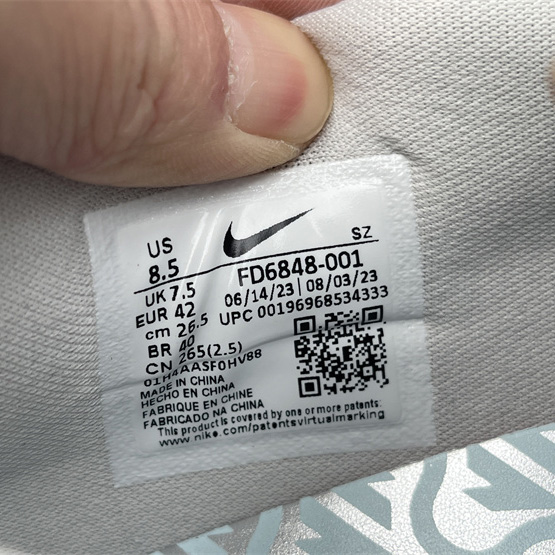 US
8.5
SZ
FD6848-001
UK 7.5
06/14/23 | 08/03/23
EUR 42
UPC 00196968534333
cm 26.5
BR 40
CN 265(2.5)
01H4AASF0HV88
MADE IN CHINA
HECHO EN CHINA
FABRIQUE EN CHINE
FABRICADO NA CHINA
This product is covered by one or more patents:
www.nike.com/patentsvirtualmarking